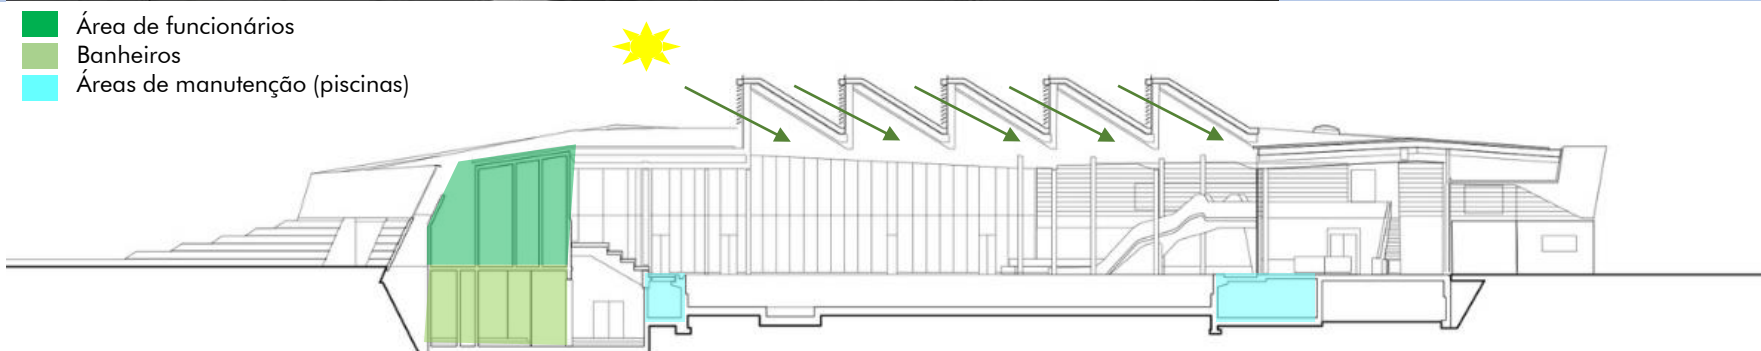 Área de funcionários
Banheiros
Áreas de manutenção (piscinas)